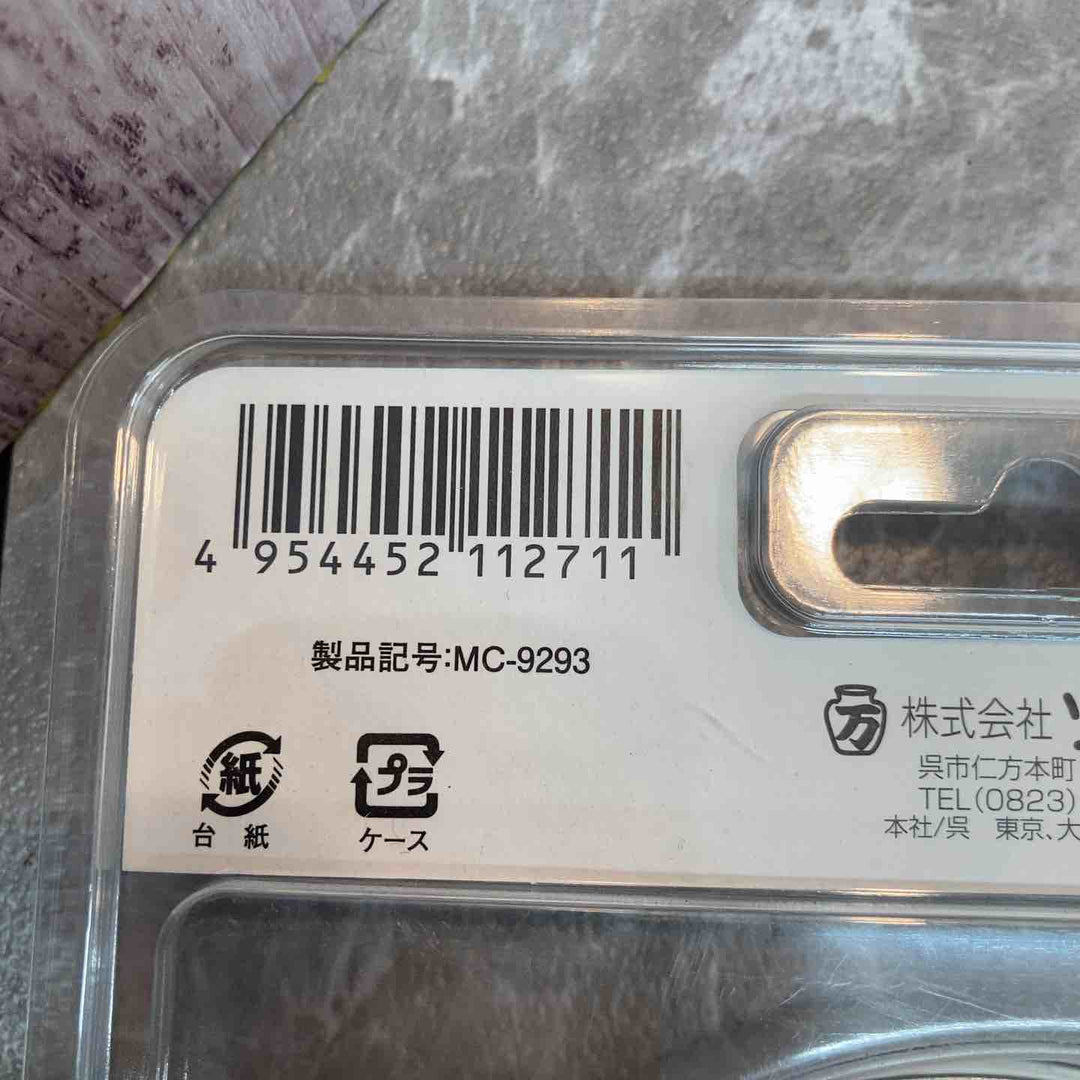 4 954452 112711
製品記号:MC-9293
紙
台紙
プラ
ケース
万
株式会社
呉市仁方本町
TEL(0823)
本社/呉 東京、大